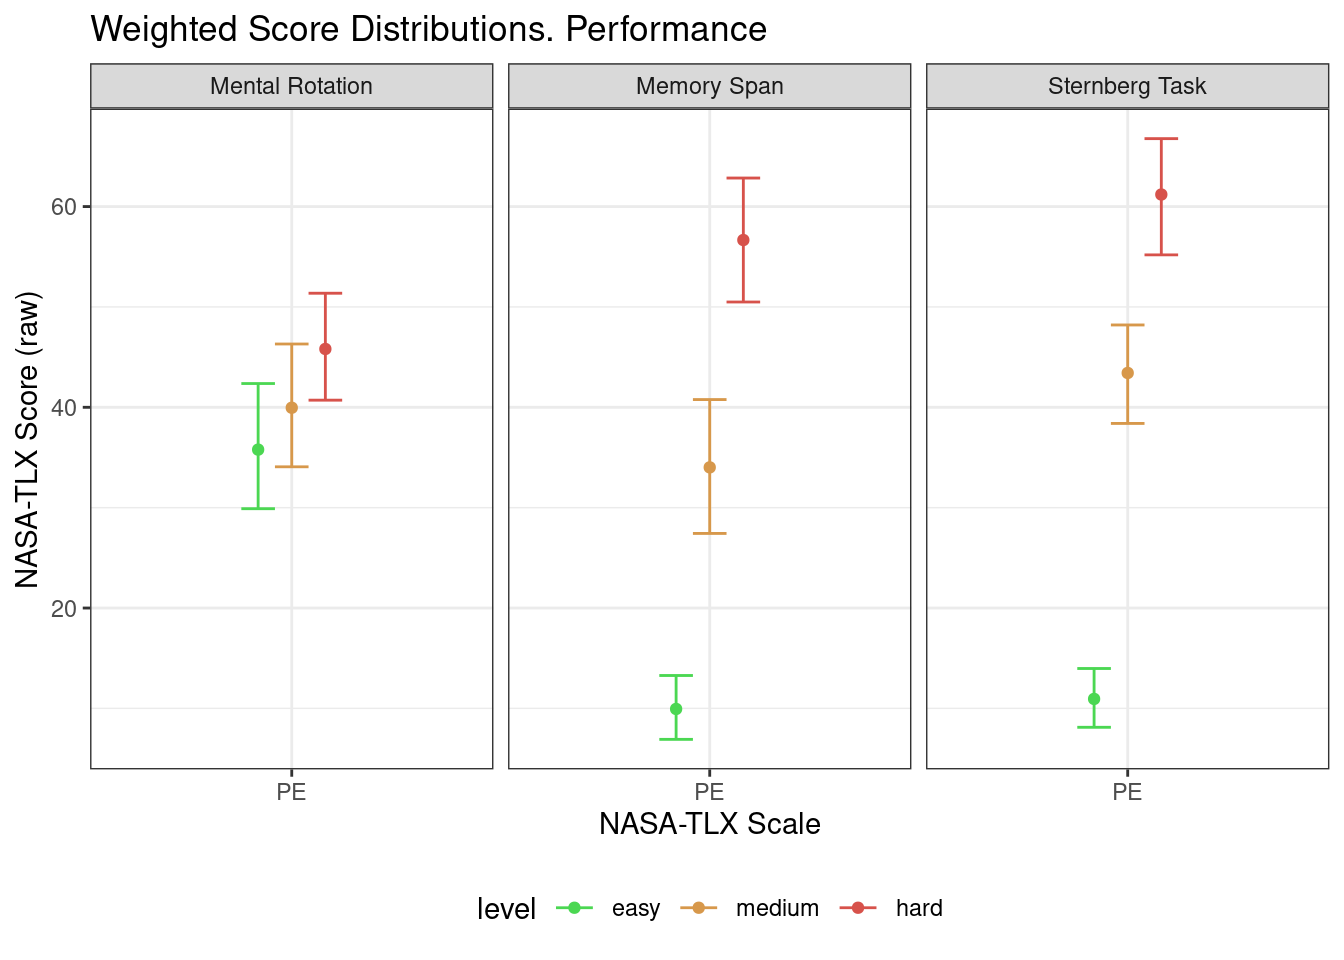 Weighted Score Distributions. Performance
Mental Rotation
Memory Span
Sternberg Task
NASA-TLX Score (raw)
60
40
20
PE
PE
PE
NASA-TLX Scale
level easy medium hard